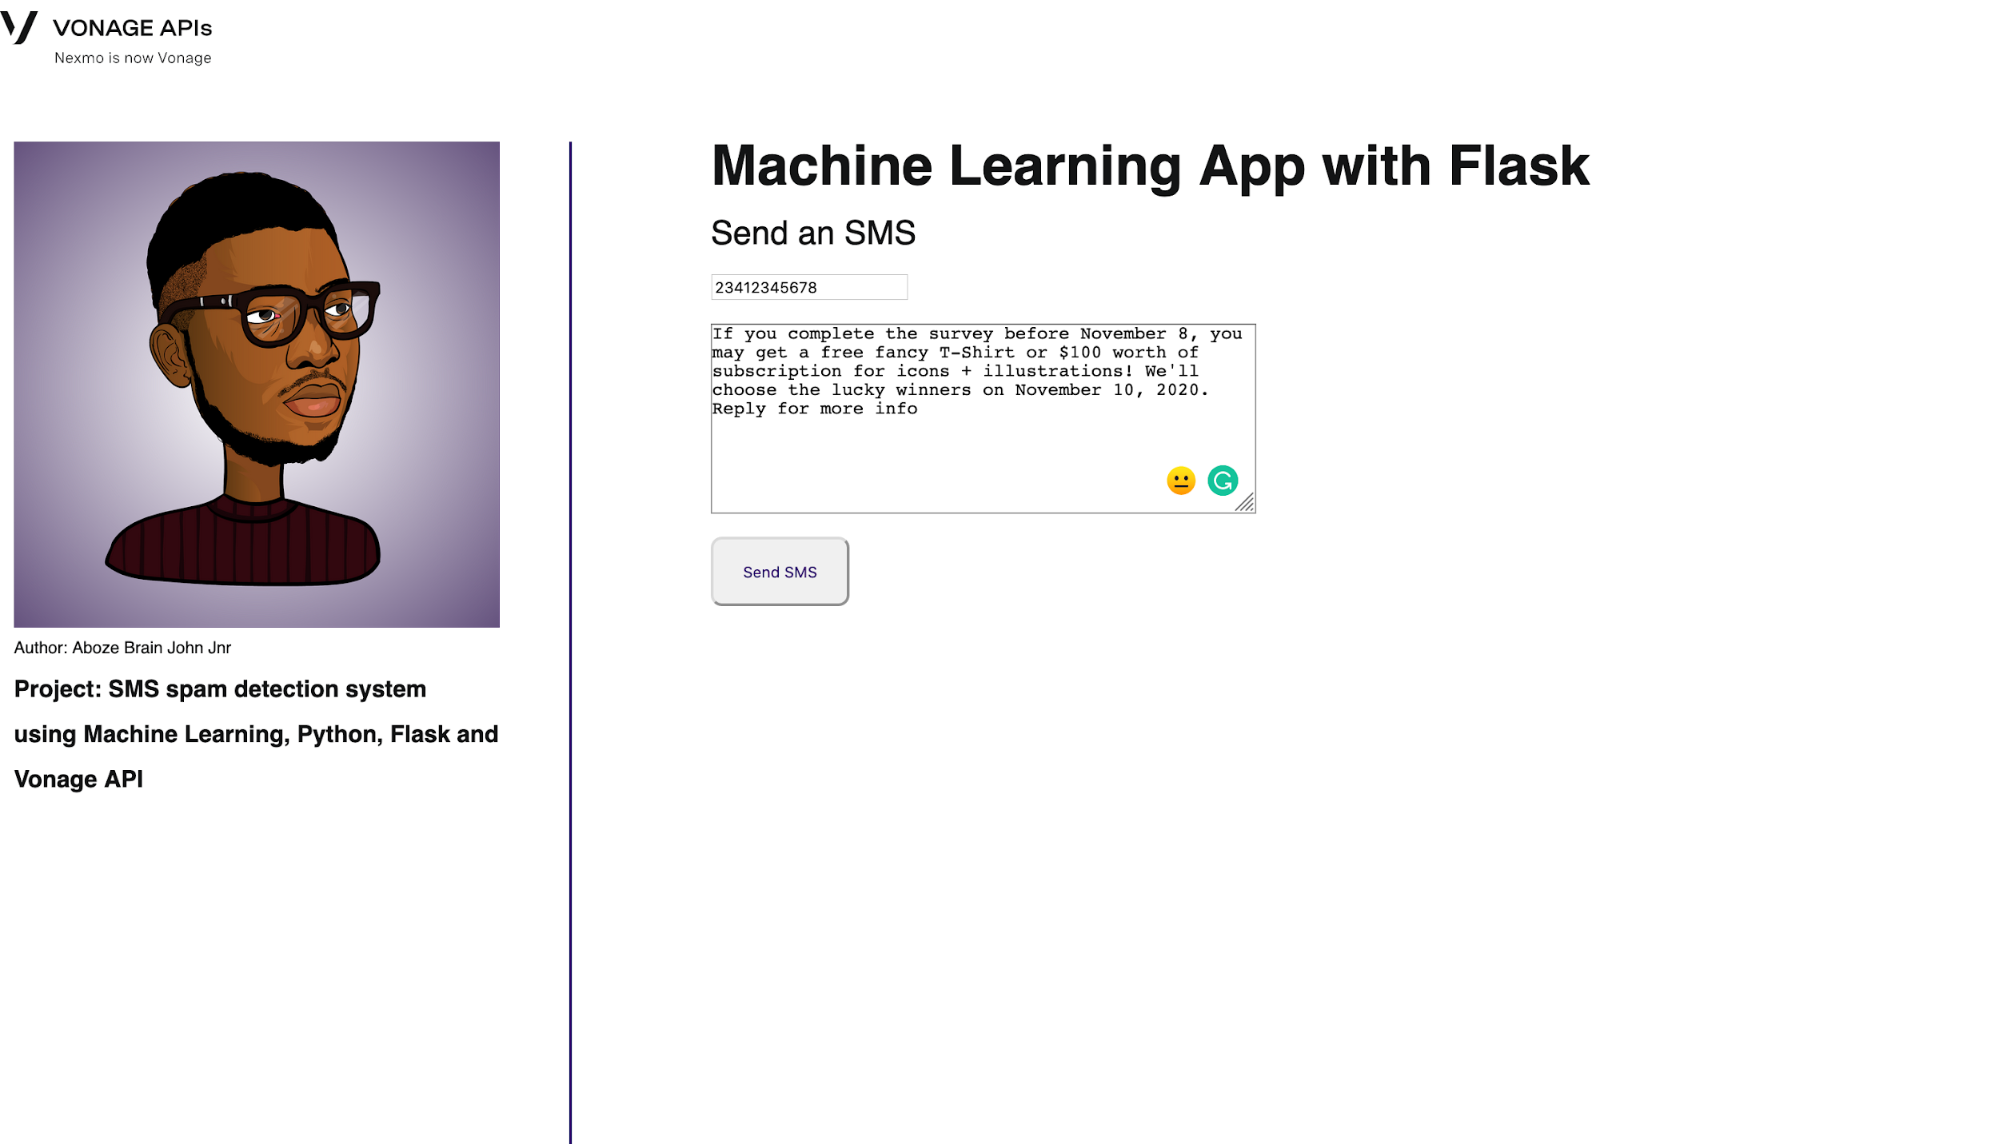 VONAGE APIs
Nexmo is now Vonage
Author: Aboze Brain John Jnr
Project: SMS spam detection system
using Machine Learning, Python, Flask and
Vonage API
Machine Learning App with Flask
Send an SMS
23412345678
If you complete the survey before November 8, you
may get a free fancy T-Shirt or $100 worth of
subscription for icons + illustrations! We'll
choose the lucky winners on November 10, 2020.
Reply for more info
Send SMS